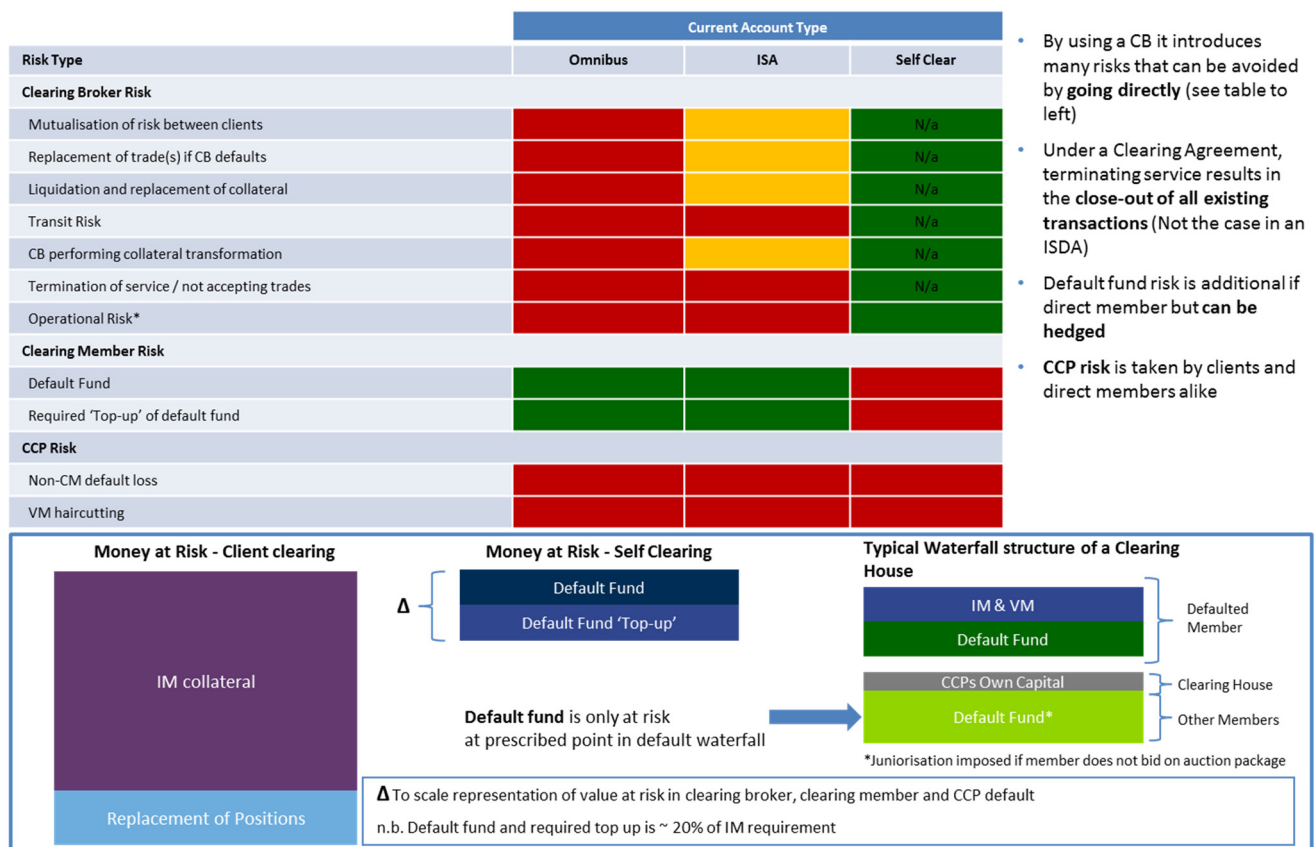 Current Account Type
Risk Type Omnibus ISA Self Clear
Clearing Broker Risk
Mutualisation of risk between clients N/a
Replacement of trade(s) if CB defaults N/a
Liquidation and replacement of collateral N/a
Transit Risk N/a
CB performing collateral transformation N/a
Termination of service / not accepting trades N/a
Operational Risk*
Clearing Member Risk
Default Fund
Required ‘Top-up’ of default fund
CCP Risk
Non-CM default loss
VM haircutting
• By using a CB it introduces
many risks that can be avoided
by going directly (see table to
left)
• Under a Clearing Agreement,
terminating service results in
the close-out of all existing
transactions (Not the case in an
ISDA)
• Default fund risk is additional if
direct member but can be
hedged
• CCP risk is taken by clients and
direct members alike
Money at Risk - Client clearing
IM collateral
Replacement of Positions
Money at Risk - Self Clearing
Δ
Default Fund
Default Fund ‘Top-up’
Default fund is only at risk
at prescribed point in default waterfall
Typical Waterfall structure of a Clearing
House
IM & VM
Default Fund
Defaulted
Member
CCPs Own Capital
Clearing House
Default Fund*
Other Members
*Juniorisation imposed if member does not bid on auction package
Δ To scale representation of value at risk in clearing broker, clearing member and CCP default
n.b. Default fund and required top up is ~ 20% of IM requirement